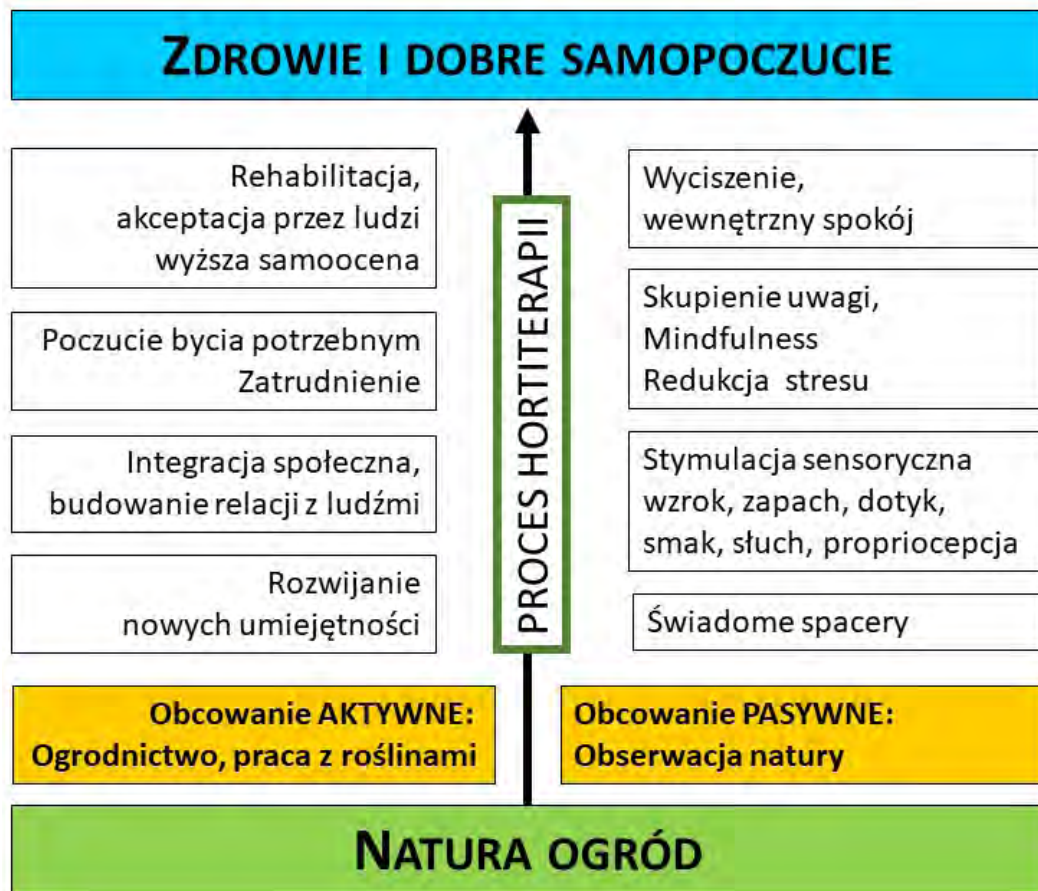 ZDROWIE I DOBRE SAMOPOCZUCIE
Rehabilitacja,
akceptacja przez ludzi
wyższa samoocena
Poczucie bycia potrzebnym
Zatrudnienie
Integracja społeczna,
budowanie relacji z ludźmi
Rozwijanie
nowych umiejętności
PROCES HORTITERAPII
Wyciszenie,
wewnętrzny spokój
Skupienie uwagi,
Mindfulness
Redukcja stresu
Stymulacja sensoryczna
wzrok, zapach, dotyk,
smak, słuch, propriocepcja
Świadome spacery
Obcowanie AKTYWNE:
Ogrodnictwo, praca z roślinami
Obcowanie PASYWNE:
Obserwacja natury
NATURA OGRÓD